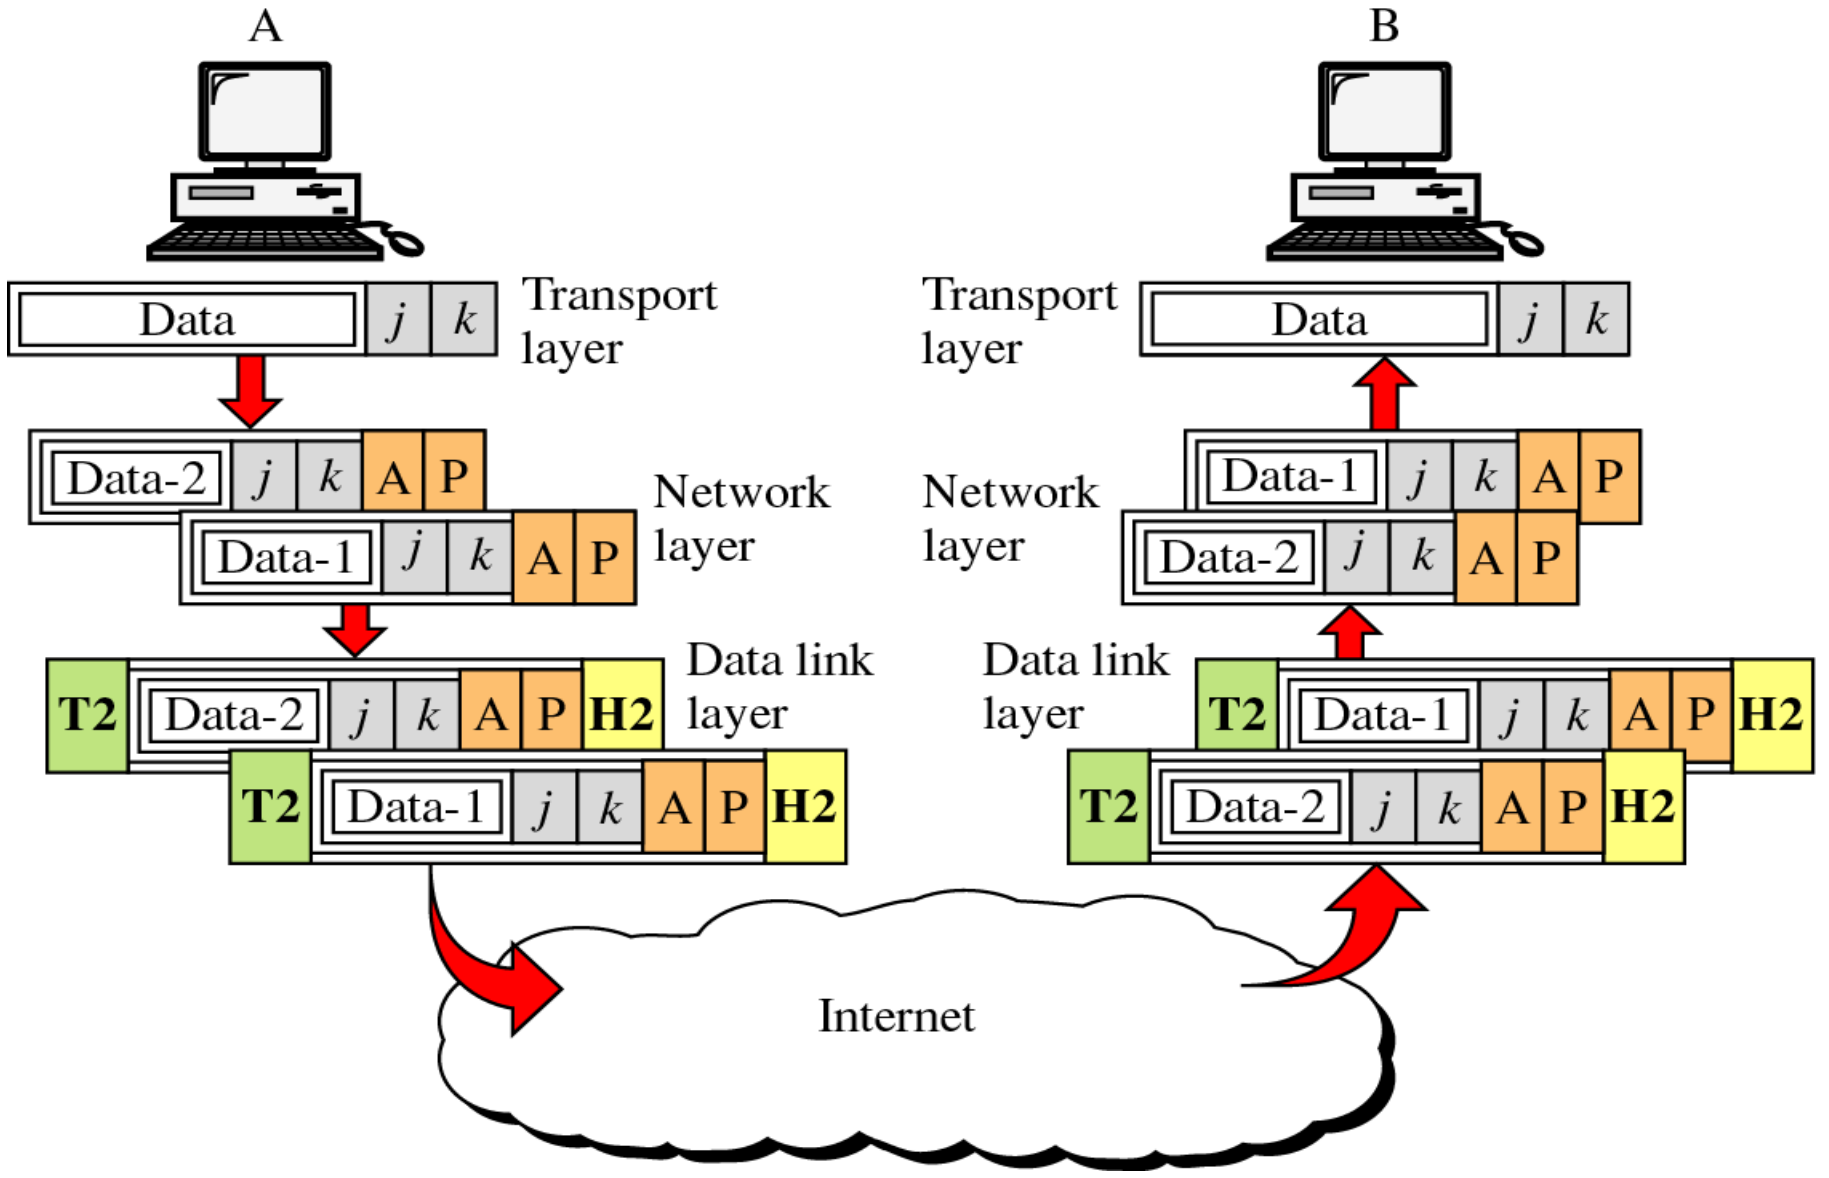 A
B
Data j k
Transport
layer
Transport
layer
Data j k
Data-2 j k A P
Data-1 j k A P
Network
layer
Network
layer
Data-1 j k A P
Data-2 j k A P
T2 Data-2 j k A P H2
T2 Data-1 j k A P H2
Data link
layer
Data link
layer
T2 Data-1 j k A P H2
T2 Data-2 j k A P H2
Internet